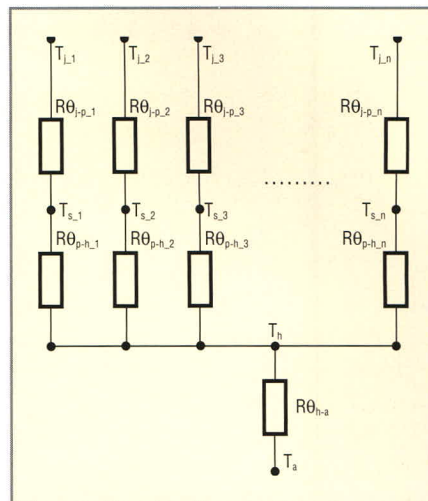 T_j_1 T_j_2 T_j_3 T_j_n
Rθ_j-p_1 Rθ_j-p_2 Rθ_j-p_3 Rθ_j-p_n
.........
T_s_1 T_s_2 T_s_3 T_s_n
Rθ_p-h_1 Rθ_p-h_2 Rθ_p-h_3 Rθ_p-h_n
T_h
Rθ_h-a
T_a